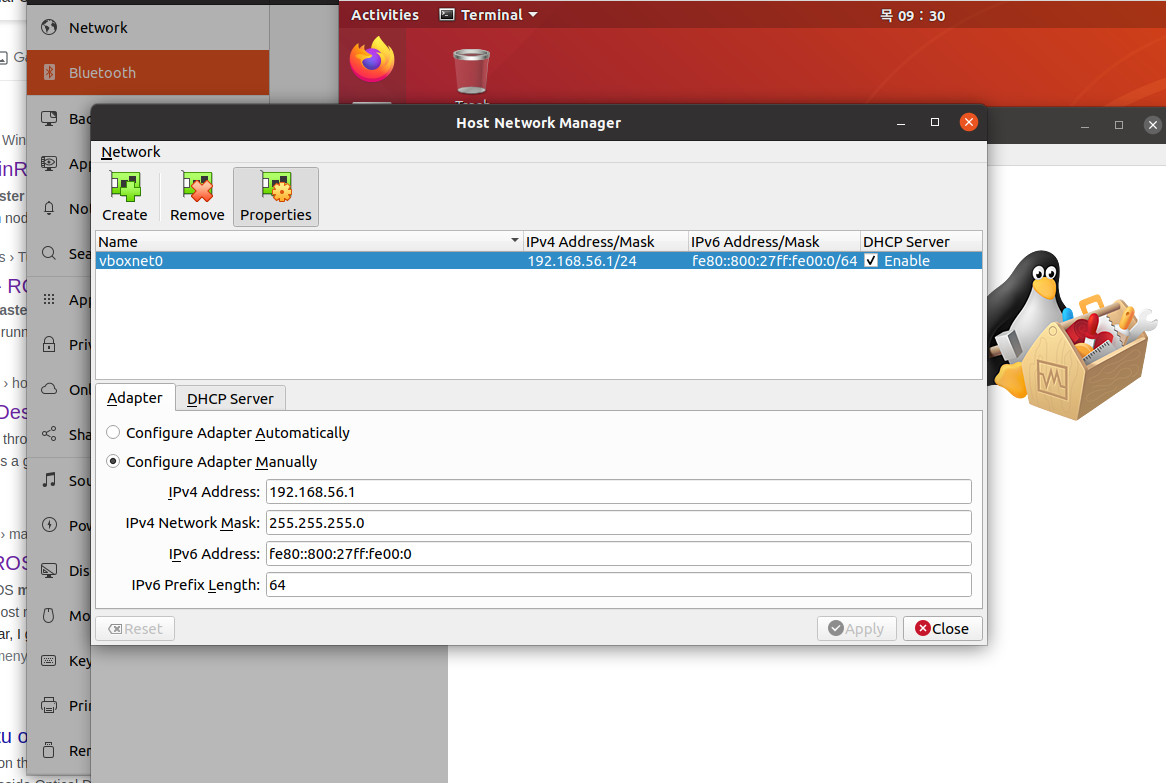 Activities
Terminal
목 09 : 30
Network
Bluetooth
Host Network Manager
Network
Create
Remove
Properties
Name
IPv4 Address/Mask
IPv6 Address/Mask
DHCP Server
vboxnet0
192.168.56.1/24
fe80::800:27ff:fe00:0/64
Enable
Adapter
DHCP Server
Configure Adapter Automatically
Configure Adapter Manually
IPv4 Address: 192.168.56.1
IPv4 Network Mask: 255.255.255.0
IPv6 Address: fe80::800:27ff:fe00:0
IPv6 Prefix Length: 64
Reset
Apply
Close